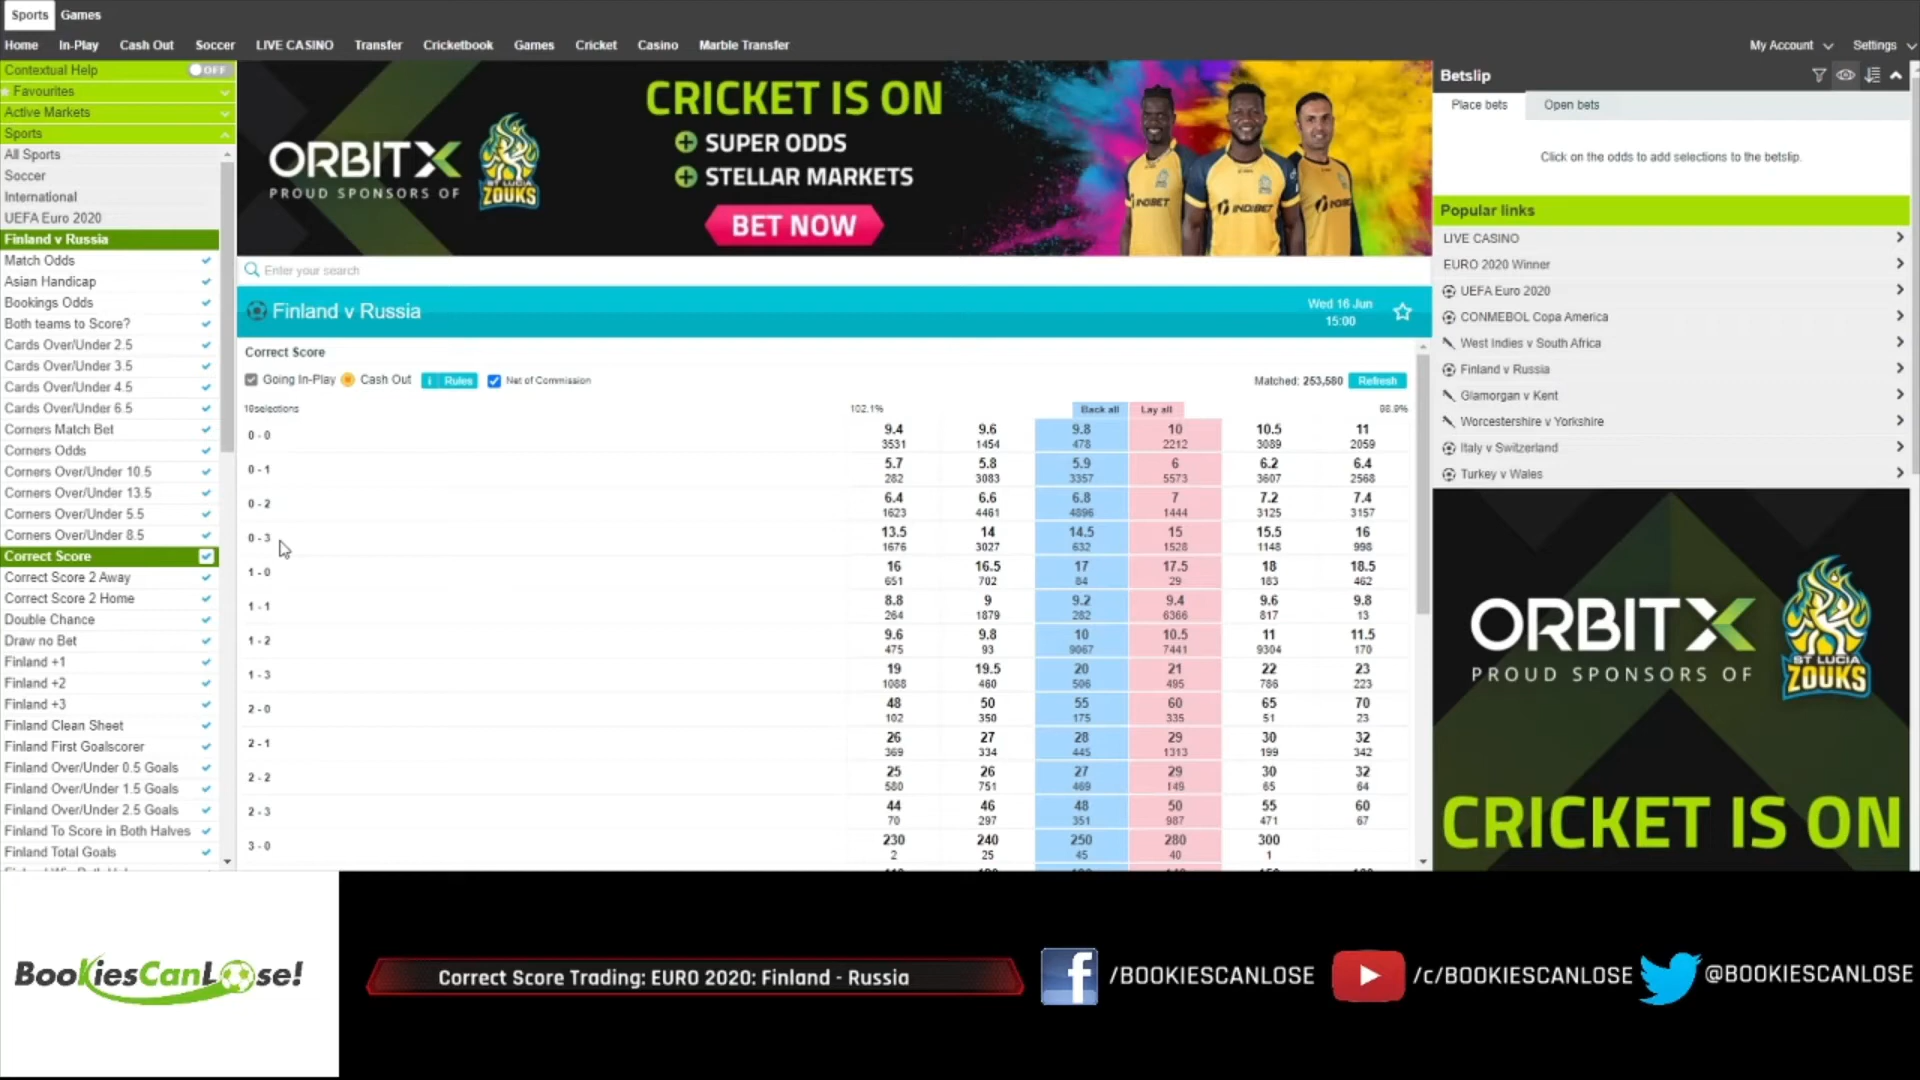 Sports Games
Home In-Play Cash Out Soccer LIVE CASINO Transfer Cricketbook Games Cricket Casino Marble Transfer My Account Settings
Contextual Help OFF
Favourites
Active Markets
Sports
All Sports
Soccer
International
UEFA Euro 2020
Finland v Russia
Match Odds
Asian Handicap
Bookings Odds
Both teams to Score?
Cards Over/Under 2.5
Cards Over/Under 3.5
Cards Over/Under 4.5
Cards Over/Under 6.5
Corners Match Bet
Corners Odds
Corners Over/Under 10.5
Corners Over/Under 13.5
Corners Over/Under 5.5
Corners Over/Under 8.5
Correct Score
Correct Score 2 Away
Correct Score 2 Home
Double Chance
Draw no Bet
Finland +1
Finland +2
Finland +3
Finland Clean Sheet
Finland First Goalscorer
Finland Over/Under 0.5 Goals
Finland Over/Under 1.5 Goals
Finland Over/Under 2.5 Goals
Finland To Score in Both Halves
Finland Total Goals
ORBITX
PROUD SPONSORS OF
ST LUCIA
ZOUKS
CRICKET IS ON
SUPER ODDS
STELLAR MARKETS
BET NOW
INDIBET INDIBET INDIBET
Enter your search
Finland v Russia
Wed 16 Jun
15:00
Correct Score
Going In-Play Cash Out i Rules Net of Commission Matched: 253,580 Refresh
selections 102.1% Back all Lay all 98.9%
0 - 0 9.4 9.6 9.8 10 10.5 11
3531 1454 478 2212 3089 2059
0 - 1 5.7 5.8 5.9 6 6.2 6.4
282 3083 3357 5573 3607 2568
0 - 2 6.4 6.6 6.8 7 7.2 7.4
1623 4461 4896 1444 3125 3157
0 - 3 13.5 14 14.5 15 15.5 16
1676 3027 632 1528 1148 998
1 - 0 16 16.5 17 17.5 18 18.5
651 702 84 29 183 462
1 - 1 8.8 9 9.2 9.4 9.6 9.8
264 1879 282 6366 817 13
1 - 2 9.6 9.8 10 10.5 11 11.5
475 93 9067 7441 9304 170
1 - 3 19 19.5 20 21 22 23
1088 460 506 495 786 223
2 - 0 48 50 55 60 65 70
102 350 175 335 51 23
2 - 1 26 27 28 29 30 32
369 334 445 1313 199 342
2 - 2 25 26 27 29 30 32
580 751 469 149 65 64
2 - 3 44 46 48 50 55 60
70 297 351 987 471 67
3 - 0 230 240 250 280 300
2 25 45 40 1
Betslip
Place bets Open bets
Click on the odds to add selections to the betslip.
Popular links
LIVE CASINO
EURO 2020 Winner
UEFA Euro 2020
CONMEBOL Copa America
West Indies v South Africa
Finland v Russia
Glamorgan v Kent
Worcestershire v Yorkshire
Italy v Switzerland
Turkey v Wales
ORBITX
PROUD SPONSORS OF
ST LUCIA
ZOUKS
CRICKET IS ON
BookiesCanLose!
Correct Score Trading: EURO 2020: Finland - Russia
f /BOOKIESCANLOSE
/c/BOOKIESCANLOSE
@BOOKIESCANLOSE